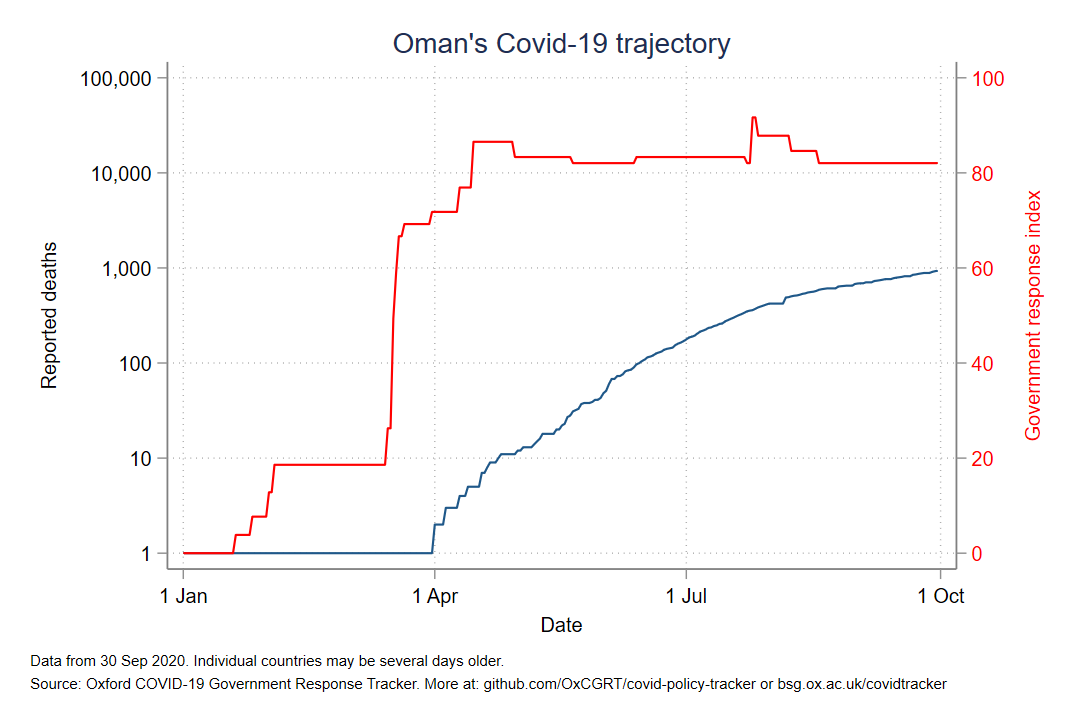 Oman's Covid-19 trajectory
100,000
10,000
1,000
100
10
1
Reported deaths
100
80
60
40
20
0
Government response index
1 Jan
1 Apr
1 Jul
1 Oct
Date
Data from 30 Sep 2020. Individual countries may be several days older.
Source: Oxford COVID-19 Government Response Tracker. More at: github.com/OxCGRT/covid-policy-tracker or bsg.ox.ac.uk/covidtracker